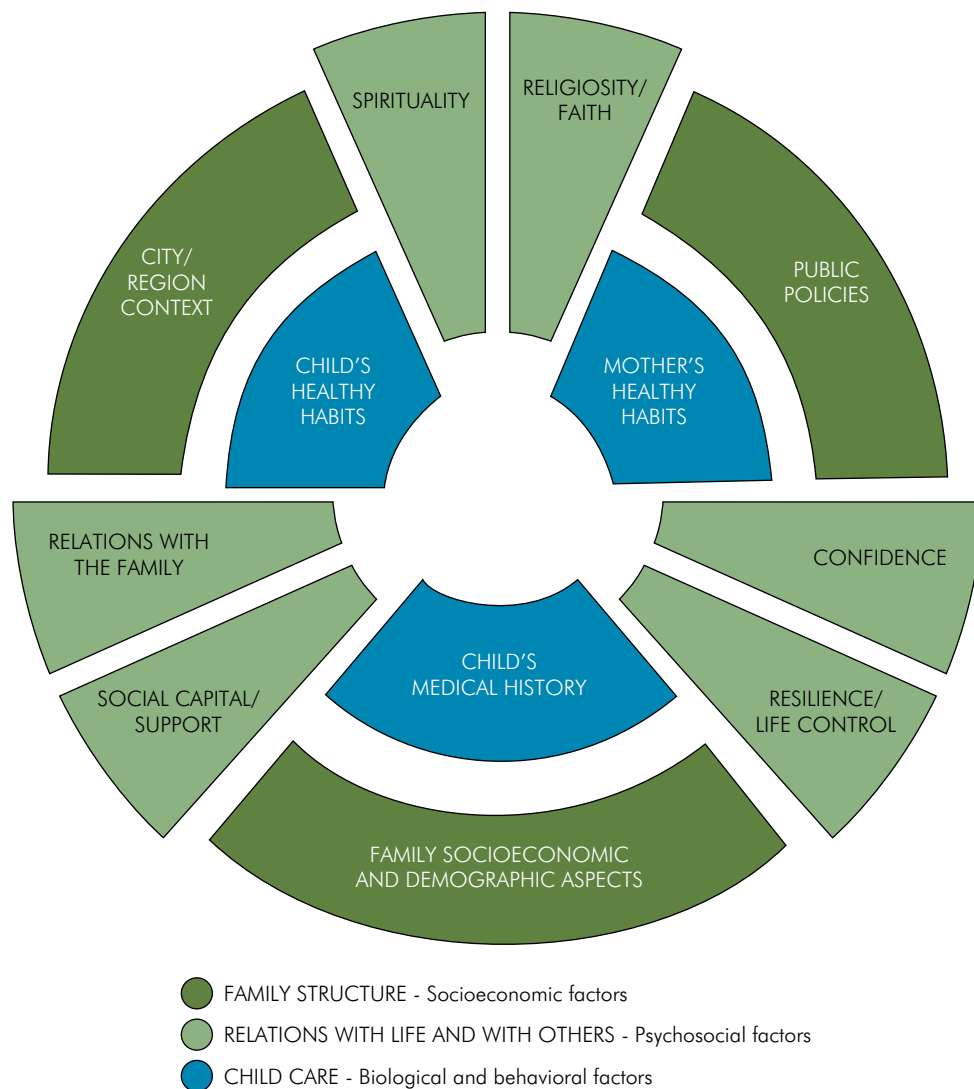 SPIRITUALITY
RELIGIOSITY/
FAITH
CITY/
REGION
CONTEXT
PUBLIC
POLICIES
CHILD'S
HEALTHY
HABITS
MOTHER'S
HEALTHY
HABITS
RELATIONS WITH
THE FAMILY
CONFIDENCE
SOCIAL CAPITAL/
SUPPORT
CHILD'S
MEDICAL HISTORY
RESILIENCE/
LIFE CONTROL
FAMILY SOCIOECONOMIC
AND DEMOGRAPHIC ASPECTS
FAMILY STRUCTURE - Socioeconomic factors
RELATIONS WITH LIFE AND WITH OTHERS - Psychosocial factors
CHILD CARE - Biological and behavioral factors